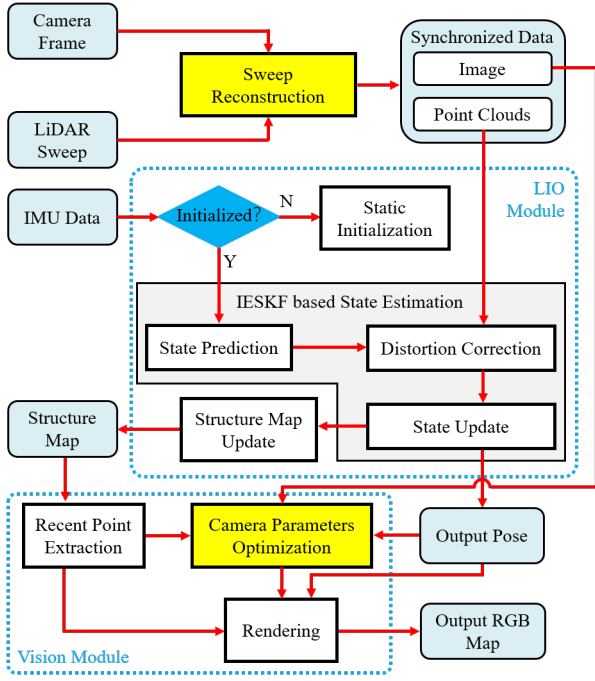 Camera
Frame
Synchronized Data
Image
Sweep
Reconstruction
Point Clouds
LiDAR
Sweep
LIO
Module
IMU Data
Initialized?
N
Static
Initialization
Y
IESKF based State Estimation
State Prediction
Distortion Correction
Structure
Map
Structure Map
Update
State Update
Recent Point
Extraction
Camera Parameters
Optimization
Output Pose
Rendering
Output RGB
Map
Vision Module